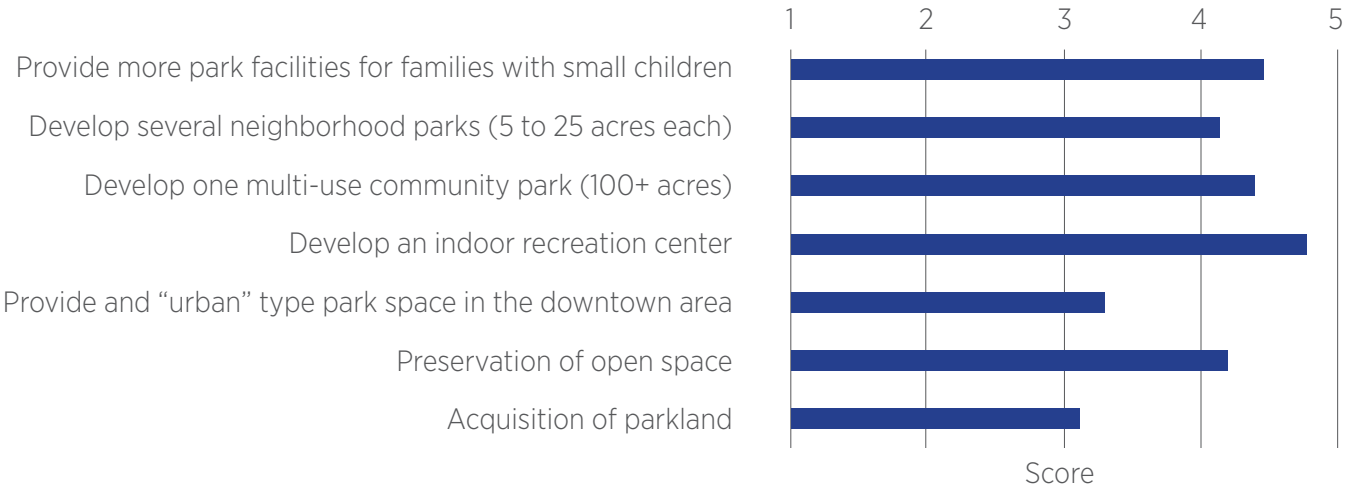 1 2 3 4 5
Provide more park facilities for families with small children
Develop several neighborhood parks (5 to 25 acres each)
Develop one multi-use community park (100+ acres)
Develop an indoor recreation center
Provide and “urban” type park space in the downtown area
Preservation of open space
Acquisition of parkland
Score